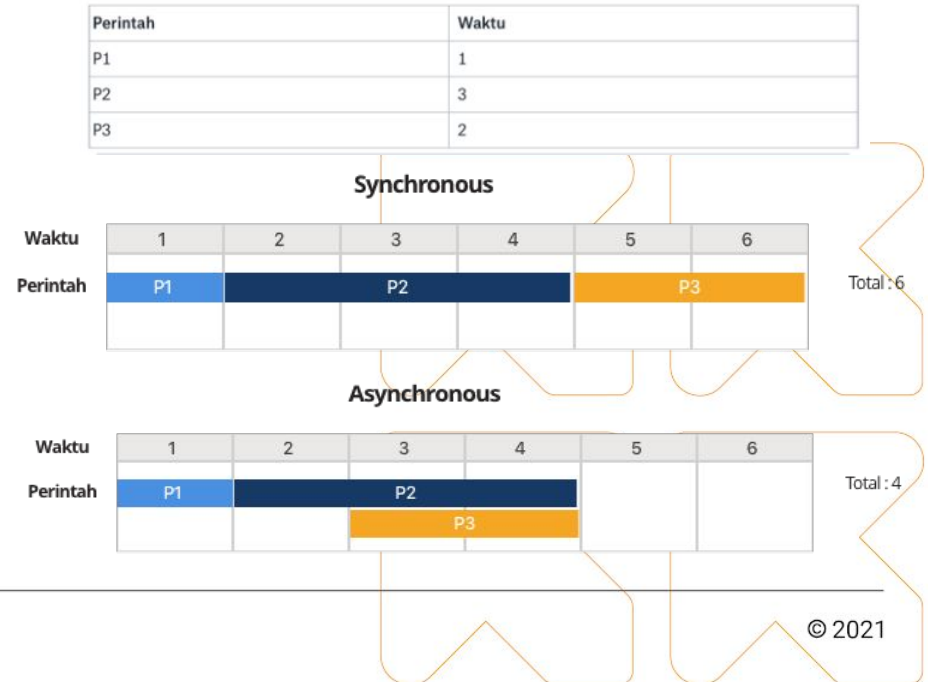 Perintah Waktu
P1 1
P2 3
P3 2
Synchronous
Waktu 1 2 3 4 5 6
Perintah P1 P2 P3 Total : 6
Asynchronous
Waktu 1 2 3 4 5 6
Perintah P1 P2 Total : 4
P3
© 2021